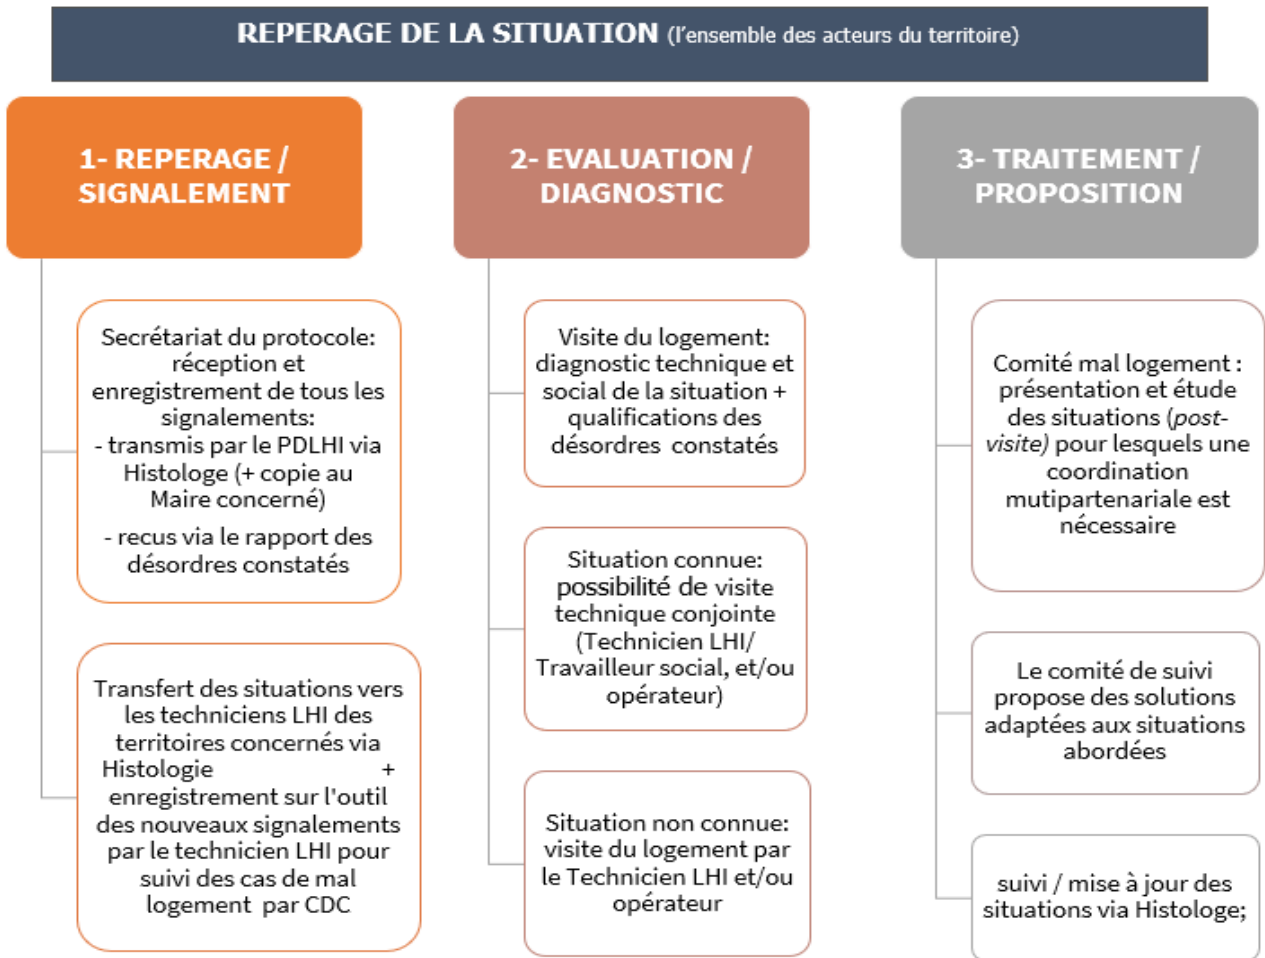 REPERAGE DE LA SITUATION (l'ensemble des acteurs du territoire)
1- REPERAGE /
SIGNALEMENT
Secrétariat du protocole:
réception et
enregistrement de tous les
signalements:
- transmis par le PDLHI via
Histologe (+ copie au
Maire concerné)
- recus via le rapport des
désordres constatés
Transfert des situations vers
les techniciens LHI des
territoires concernés via
Histologie +
enregistrement sur l'outil
des nouveaux signalements
par le technicien LHI pour
suivi des cas de mal
logement par CDC
2- EVALUATION /
DIAGNOSTIC
Visite du logement:
diagnostic technique et
social de la situation +
qualifications des
désordres constatés
Situation connue:
possibilité de visite
technique conjointe
(Technicien LHI/
Travailleur social, et/ou
opérateur)
Situation non connue:
visite du logement par
le Technicien LHI et/ou
opérateur
3- TRAITEMENT /
PROPOSITION
Comité mal logement :
présentation et étude
des situations (post-
visite) pour lesquels une
coordination
mutipartenariale est
nécessaire
Le comité de suivi
propose des solutions
adaptées aux situations
abordées
suivi / mise à jour des
situations via Histologe;